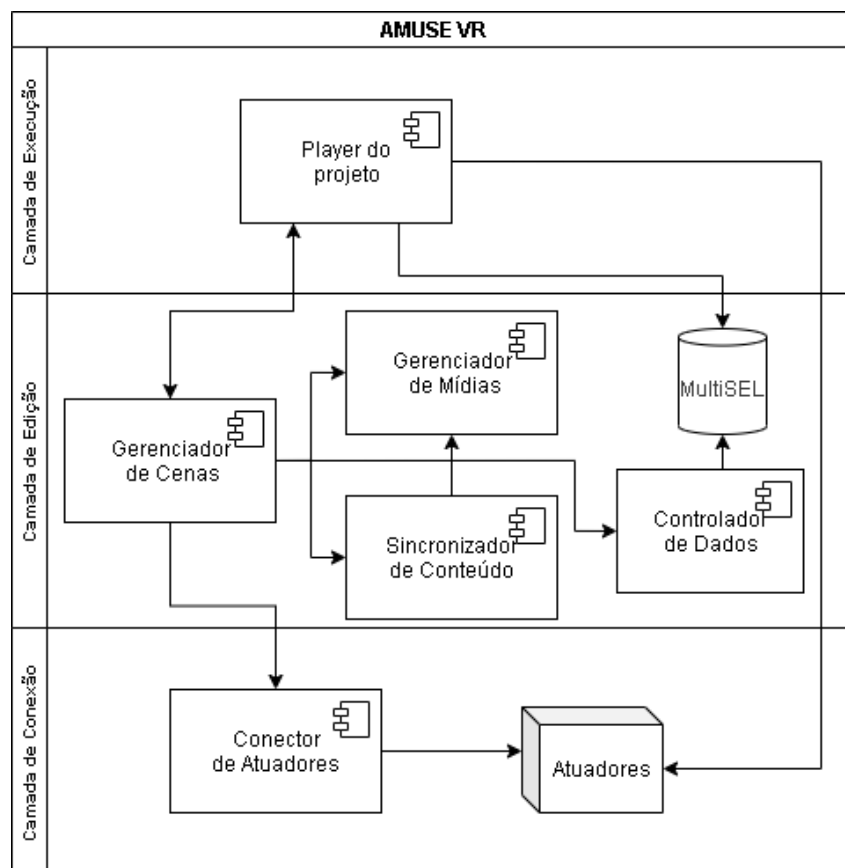 AMUSE VR
Camada de Execução
Player do
projeto
Camada de Edição
Gerenciador
de Mídias
MultiSEL
Gerenciador
de Cenas
Sincronizador
de Conteúdo
Controlador
de Dados
Camada de Conexão
Conector
de Atuadores
Atuadores